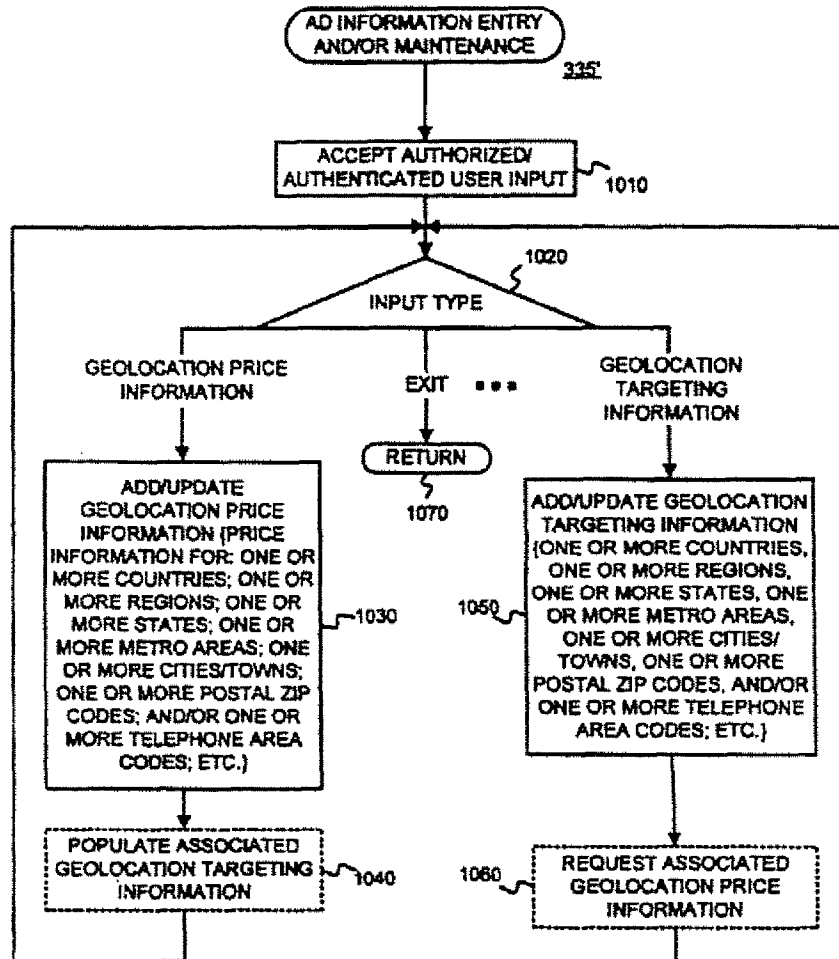 AD INFORMATION ENTRY
AND/OR MAINTENANCE
335'
ACCEPT AUTHORIZED/
AUTHENTICATED USER INPUT
1010
1020
INPUT TYPE
GEOLOCATION PRICE
INFORMATION
EXIT
GEOLOCATION
TARGETING
INFORMATION
RETURN
1070
ADD/UPDATE
GEOLOCATION PRICE
INFORMATION {PRICE
INFORMATION FOR: ONE OR
MORE COUNTRIES; ONE OR
MORE REGIONS; ONE OR
MORE STATES; ONE OR
MORE METRO AREAS; ONE
OR MORE CITIES/TOWNS;
ONE OR MORE POSTAL ZIP
CODES; AND/OR ONE OR
MORE TELEPHONE AREA
CODES; ETC.}
1030
ADD/UPDATE GEOLOCATION
TARGETING INFORMATION
{ONE OR MORE COUNTRIES,
ONE OR MORE REGIONS,
ONE OR MORE STATES, ONE
OR MORE METRO AREAS,
ONE OR MORE CITIES/
TOWNS, ONE OR MORE
POSTAL ZIP CODES, AND/OR
ONE OR MORE TELEPHONE
AREA CODES; ETC.}
1050
POPULATE ASSOCIATED
GEOLOCATION TARGETING
INFORMATION
1040
REQUEST ASSOCIATED
GEOLOCATION PRICE
INFORMATION
1060